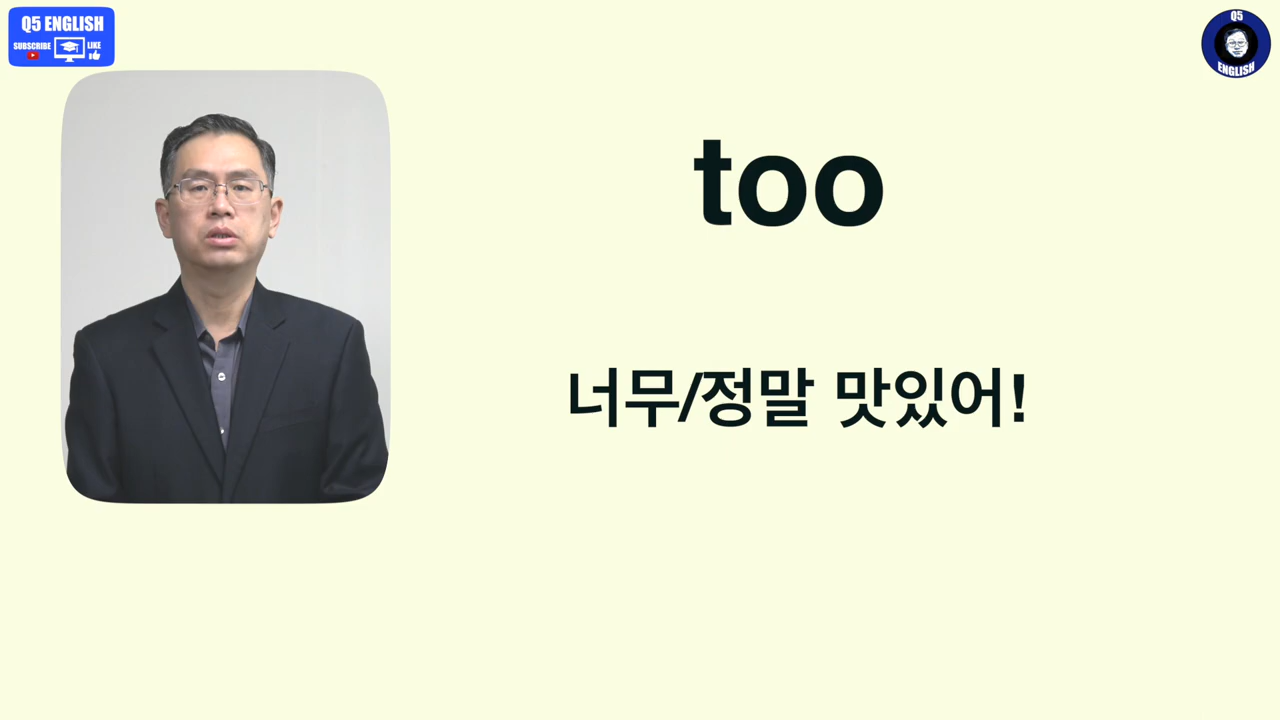 Q5 ENGLISH
SUBSCRIBE
LIKE
Q5
ENGLISH
too
너무/정말 맛있어!